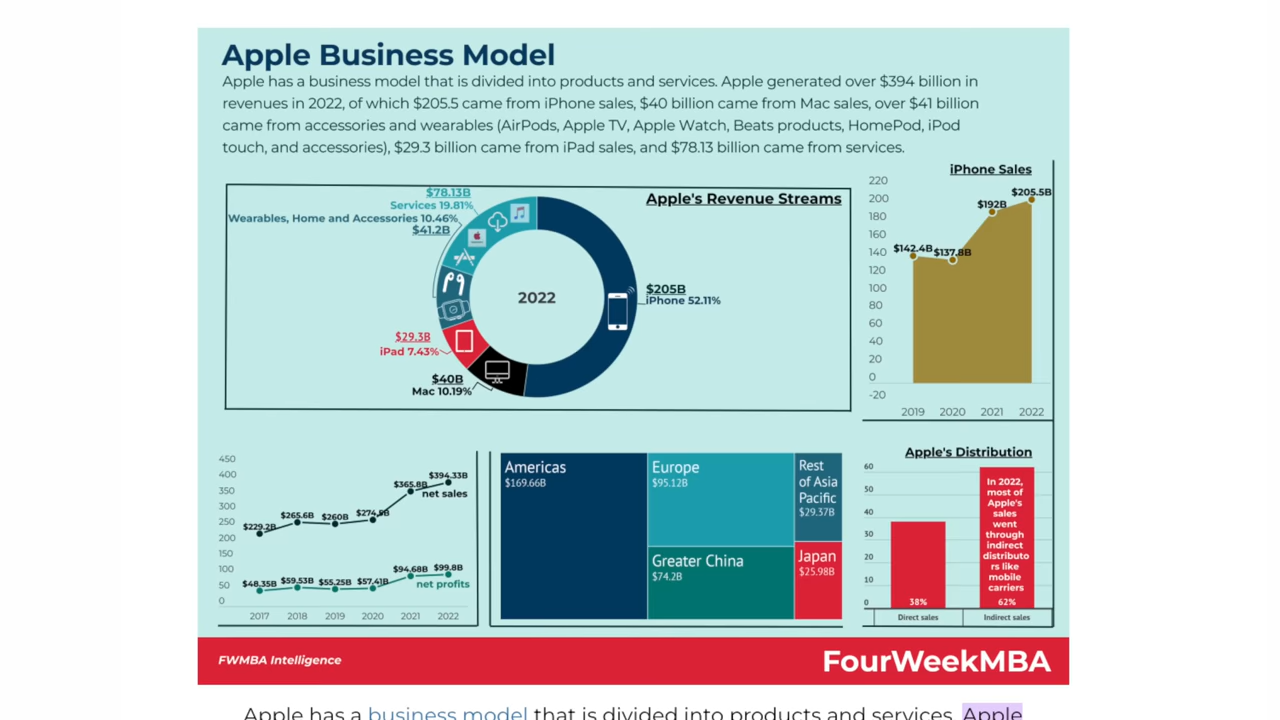 Apple Business Model
Apple has a business model that is divided into products and services. Apple generated over $394 billion in
revenues in 2022, of which $205.5 came from iPhone sales, $40 billion came from Mac sales, over $41 billion
came from accessories and wearables (AirPods, Apple TV, Apple Watch, Beats products, HomePod, iPod
touch, and accessories), $29.3 billion came from iPad sales, and $78.13 billion came from services.
Apple's Revenue Streams
$78.13B
Services 19.81%
Wearables, Home and Accessories 10.46%
$41.2B
2022
$205B
iPhone 52.11%
$29.3B
iPad 7.43%
$40B
Mac 10.19%
iPhone Sales
220
200
180
160
140
120
100
80
60
40
20
0
-20
$142.4B
$137.8B
$192B
$205.5B
2019 2020 2021 2022
450
400
350
300
250
200
150
100
50
0
$229.2B
$265.6B
$260B
$274.5B
$365.8B
$394.33B
net sales
$48.35B
$59.53B
$55.25B
$57.41B
$94.68B
$99.8B
net profits
2017 2018 2019 2020 2021 2022
Americas
$169.66B
Europe
$95.12B
Greater China
$74.2B
Rest
of Asia
Pacific
$29.37B
Japan
$25.98B
Apple's Distribution
60
50
40
30
20
10
0
38%
In 2022,
most of
Apple's
sales
went
through
indirect
distributo
rs like
mobile
carriers
62%
Direct sales
Indirect sales
FWMBA Intelligence
FourWeekMBA
Apple has a business model that is divided into products and services. Apple